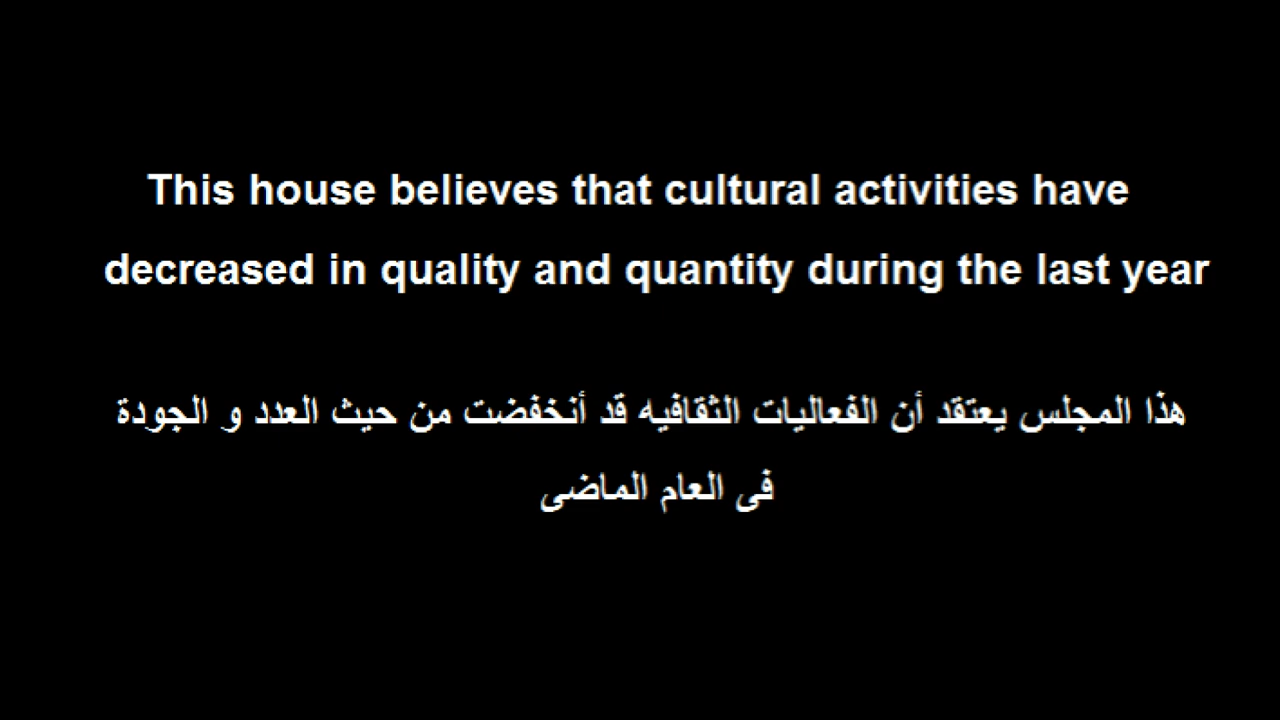 This house believes that cultural activities have
decreased in quality and quantity during the last year
هذا المجلس يعتقد أن الفعاليات الثقافيه قد أنخفضت من حيث العدد و الجودة
فى العام الماضى